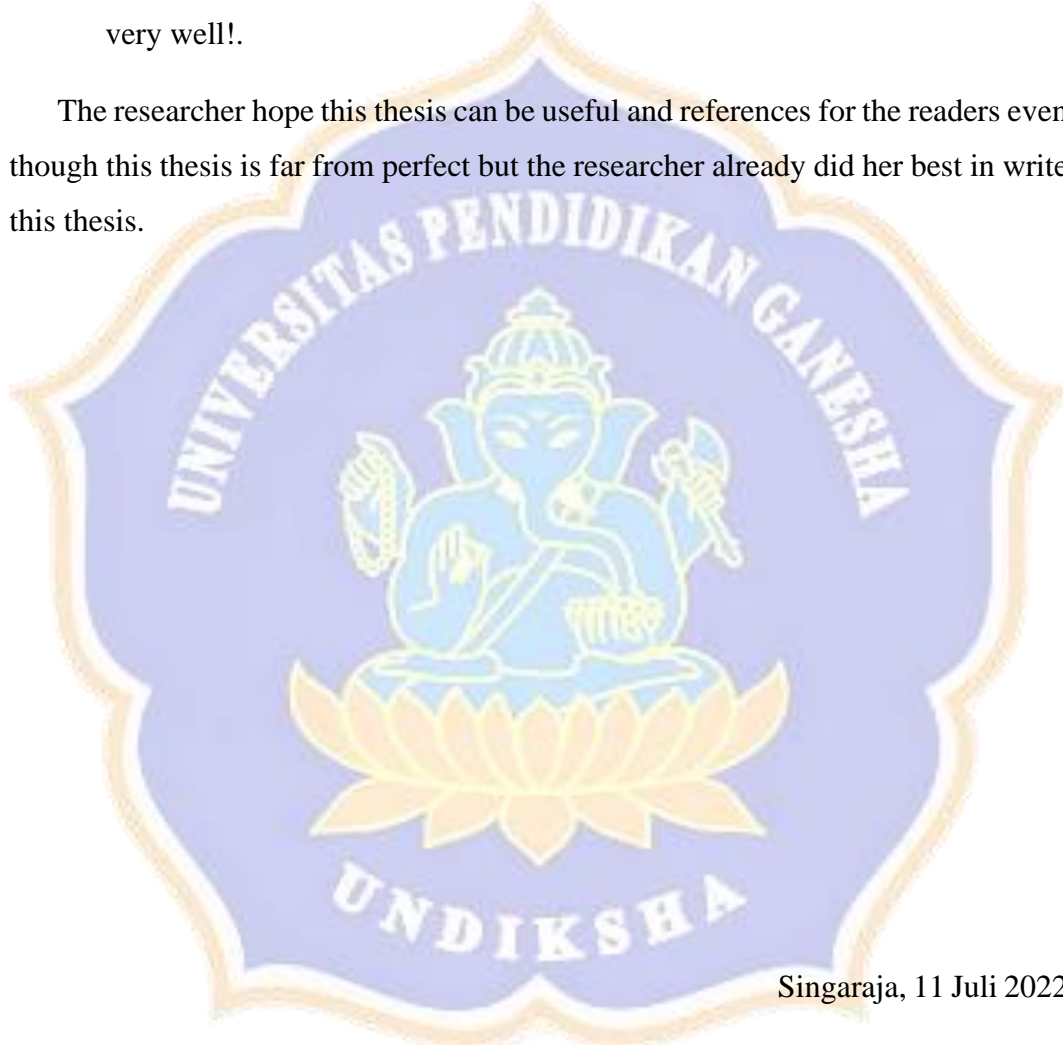 very well!.
The researcher hope this thesis can be useful and references for the readers even
though this thesis is far from perfect but the researcher already did her best in write
this thesis.
UNIVERSITAS PENDIDIKAN GANESHA
UNDIKSHA
Singaraja, 11 Juli 2022